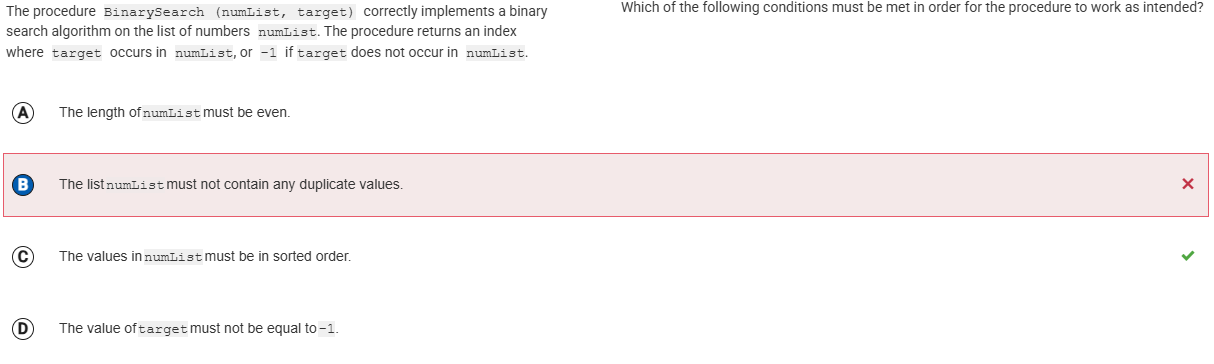 The procedure BinarySearch (numList, target) correctly implements a binary
search algorithm on the list of numbers numList. The procedure returns an index
where target occurs in numList, or -1 if target does not occur in numList.
Which of the following conditions must be met in order for the procedure to work as intended?
A The length of numList must be even.
B The list numList must not contain any duplicate values.
C The values in numList must be in sorted order.
D The value of target must not be equal to -1.